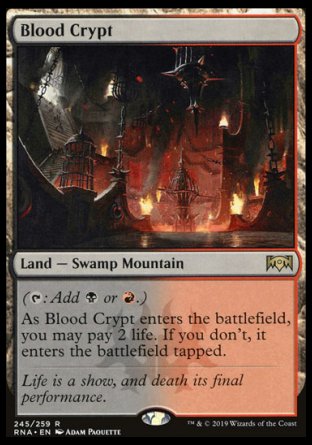 Blood Crypt
Land — Swamp Mountain
(:Add or .)
As Blood Crypt enters the battlefield,
you may pay 2 life. If you don't, it
enters the battlefield tapped.
Life is a show, and death its final
performance.
245/259 R
RNA • EN ADAM PAQUETTE
™ & © 2019 Wizards of the Coast